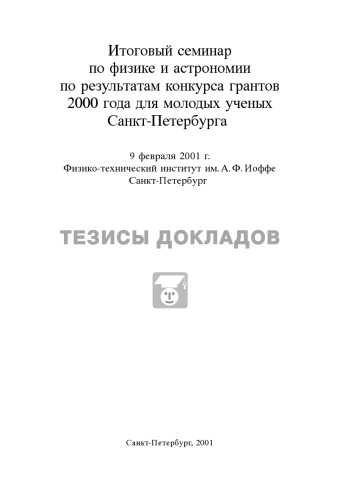 Итоговый семинар
по физике и астрономии
по результатам конкурса грантов
2000 года для молодых ученых
Санкт-Петербурга
9 февраля 2001 г.
Физико-технический институт им. А. Ф. Иоффе
Санкт-Петербург
ТЕЗИСЫ ДОКЛАДОВ
Санкт-Петербург, 2001